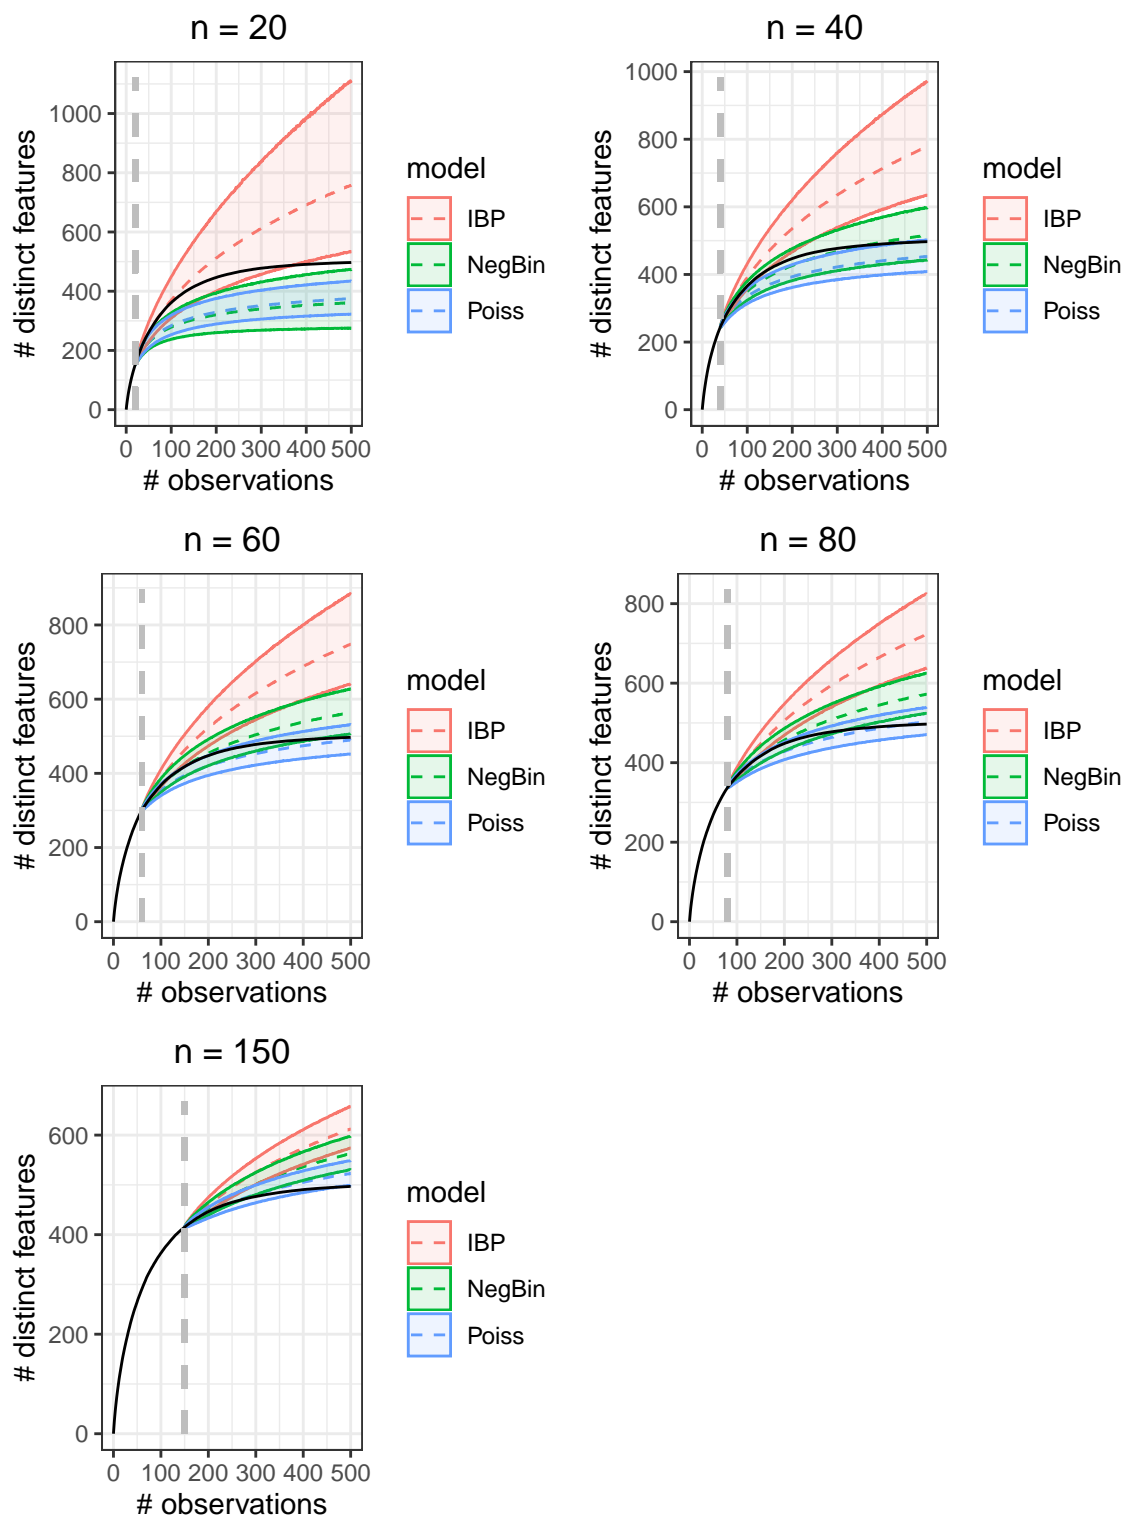 n = 20
# distinct features
1000
800
600
400
200
0
0 100 200 300 400 500
# observations
model
IBP
NegBin
Poiss
n = 40
# distinct features
1000
800
600
400
200
0
0 100 200 300 400 500
# observations
model
IBP
NegBin
Poiss
n = 60
# distinct features
800
600
400
200
0
0 100 200 300 400 500
# observations
model
IBP
NegBin
Poiss
n = 80
# distinct features
800
600
400
200
0
0 100 200 300 400 500
# observations
model
IBP
NegBin
Poiss
n = 150
# distinct features
600
400
200
0
0 100 200 300 400 500
# observations
model
IBP
NegBin
Poiss